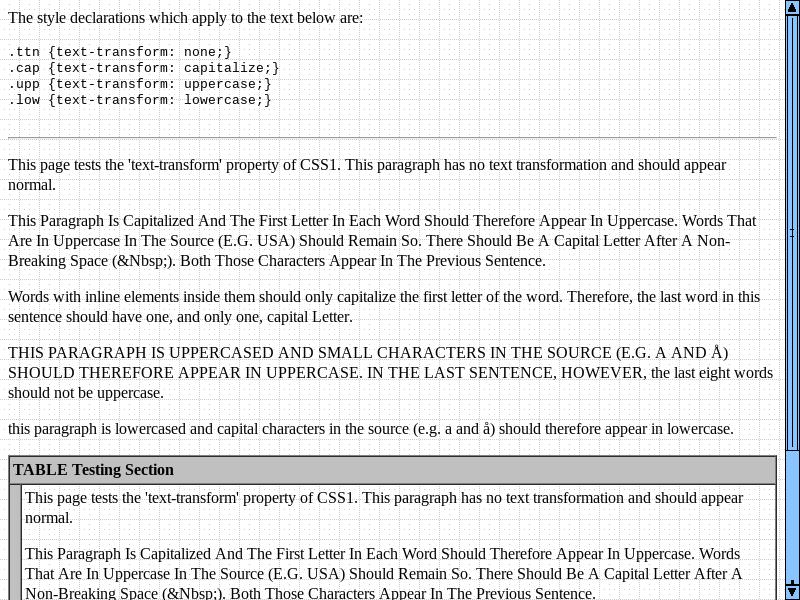 The style declarations which apply to the text below are:
.ttn {text-transform: none;}
.cap {text-transform: capitalize;}
.upp {text-transform: uppercase;}
.low {text-transform: lowercase;}
This page tests the 'text-transform' property of CSS1. This paragraph has no text transformation and should appear
normal.
This Paragraph Is Capitalized And The First Letter In Each Word Should Therefore Appear In Uppercase. Words That
Are In Uppercase In The Source (E.G. USA) Should Remain So. There Should Be A Capital Letter After A Non-
Breaking Space (&Nbsp;). Both Those Characters Appear In The Previous Sentence.
Words with inline elements inside them should only capitalize the first letter of the word. Therefore, the last word in this
sentence should have one, and only one, capital Letter.
THIS PARAGRAPH IS UPPERCASED AND SMALL CHARACTERS IN THE SOURCE (E.G. A AND Å)
SHOULD THEREFORE APPEAR IN UPPERCASE. IN THE LAST SENTENCE, HOWEVER, the last eight words
should not be uppercase.
this paragraph is lowercased and capital characters in the source (e.g. a and å) should therefore appear in lowercase.
TABLE Testing Section
This page tests the 'text-transform' property of CSS1. This paragraph has no text transformation and should appear
normal.
This Paragraph Is Capitalized And The First Letter In Each Word Should Therefore Appear In Uppercase. Words
That Are In Uppercase In The Source (E.G. USA) Should Remain So. There Should Be A Capital Letter After A
Non-Breaking Space (&Nbsp;). Both Those Characters Appear In The Previous Sentence.